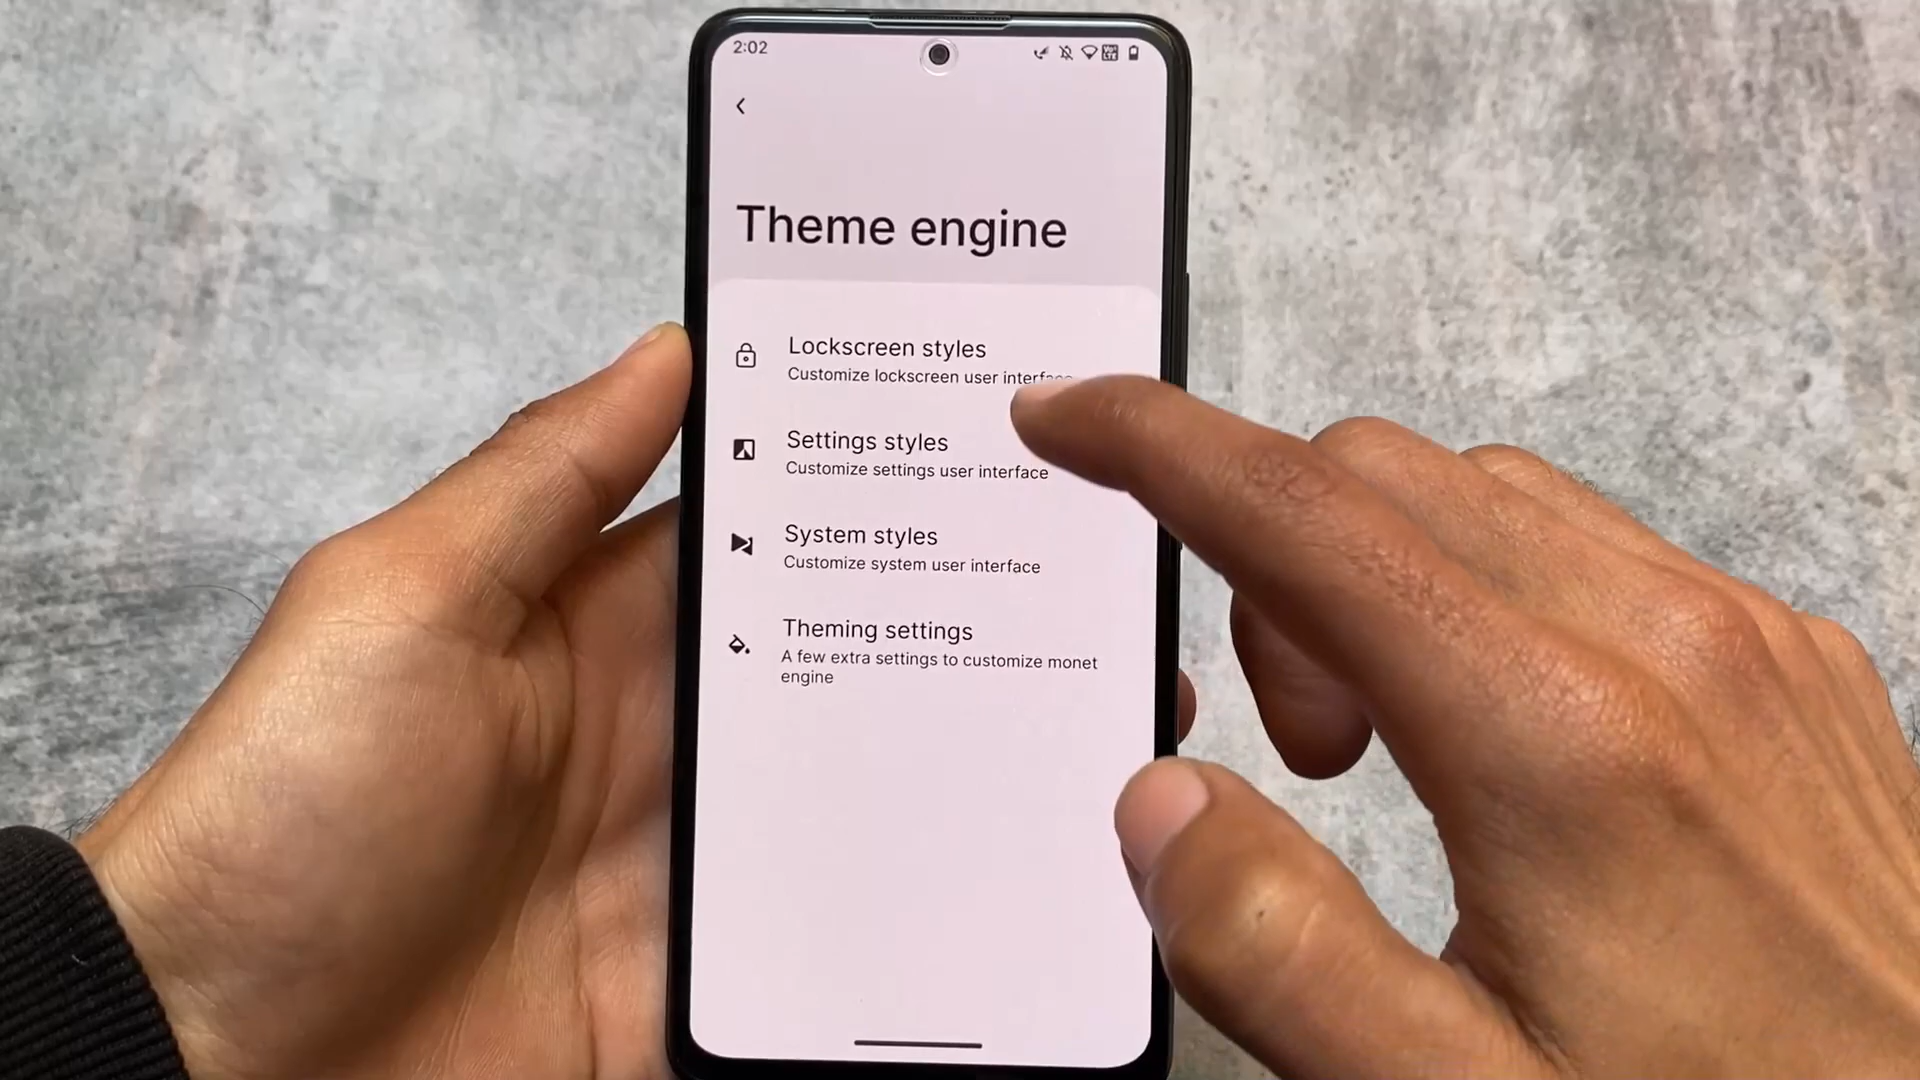 2:02
Theme engine
Lockscreen styles
Customize lockscreen user interface
Settings styles
Customize settings user interface
System styles
Customize system user interface
Theming settings
A few extra settings to customize monet
engine